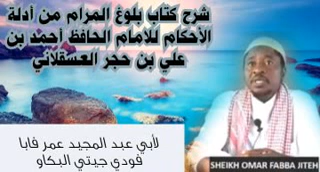 شرح كتاب بلوغ المرام من أدلة
الأحكام للأمام الحافظ أحمد بن
علي بن حجر العسقلاني
لأبي عبد المجيد عمر فابا
فودي جيتي البكاو
SHEIKH OMAR FABBA JITEH